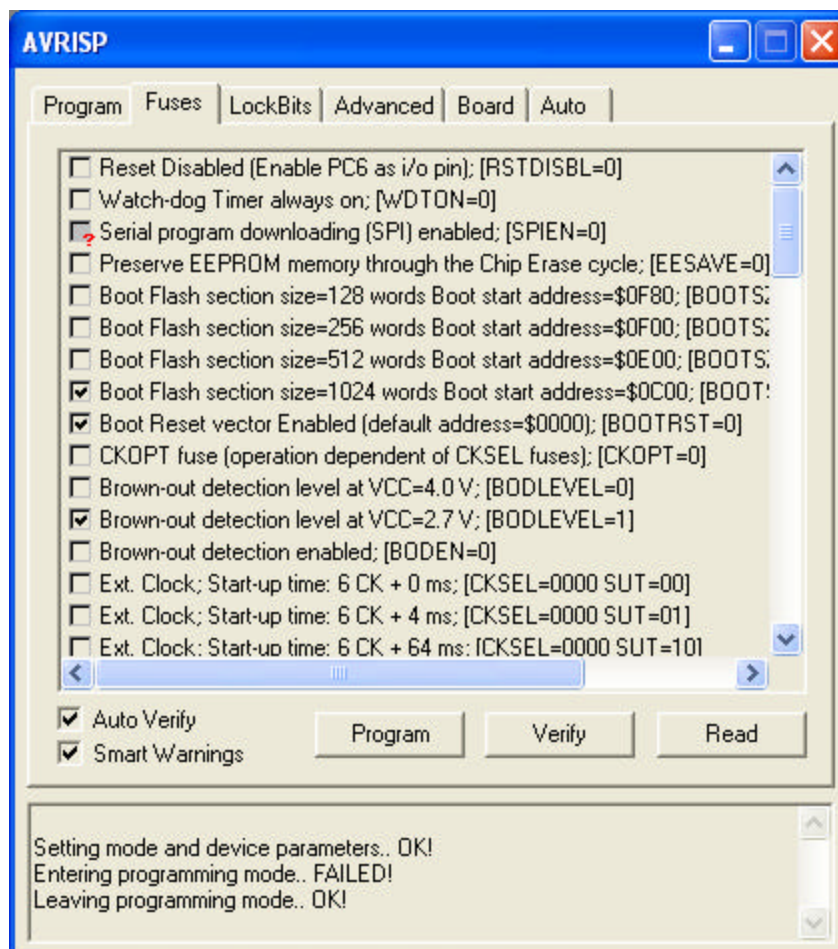 AVRISP
Program Fuses LockBits Advanced Board Auto
Reset Disabled (Enable PC6 as i/o pin); [RSTDISBL=0]
Watch-dog Timer always on; [WDTON=0]
? Serial program downloading (SPI) enabled; [SPIEN=0]
Preserve EEPROM memory through the Chip Erase cycle; [EESAVE=0]
Boot Flash section size=128 words Boot start address=$0F80; [BOOTSZ
Boot Flash section size=256 words Boot start address=$0F00; [BOOTSZ
Boot Flash section size=512 words Boot start address=$0E00; [BOOTSZ
Boot Flash section size=1024 words Boot start address=$0C00; [BOOTS
Boot Reset vector Enabled (default address=$0000); [BOOTRST=0]
CKOPT fuse (operation dependent of CKSEL fuses); [CKOPT=0]
Brown-out detection level at VCC=4.0 V; [BODLEVEL=0]
Brown-out detection level at VCC=2.7 V; [BODLEVEL=1]
Brown-out detection enabled; [BODEN=0]
Ext. Clock; Start-up time: 6 CK + 0 ms; [CKSEL=0000 SUT=00]
Ext. Clock; Start-up time: 6 CK + 4 ms; [CKSEL=0000 SUT=01]
Ext. Clock; Start-up time: 6 CK + 64 ms; [CKSEL=0000 SUT=10]
Auto Verify
Smart Warnings
Program Verify Read
Setting mode and device parameters.. OK!
Entering programming mode.. FAILED!
Leaving programming mode.. OK!